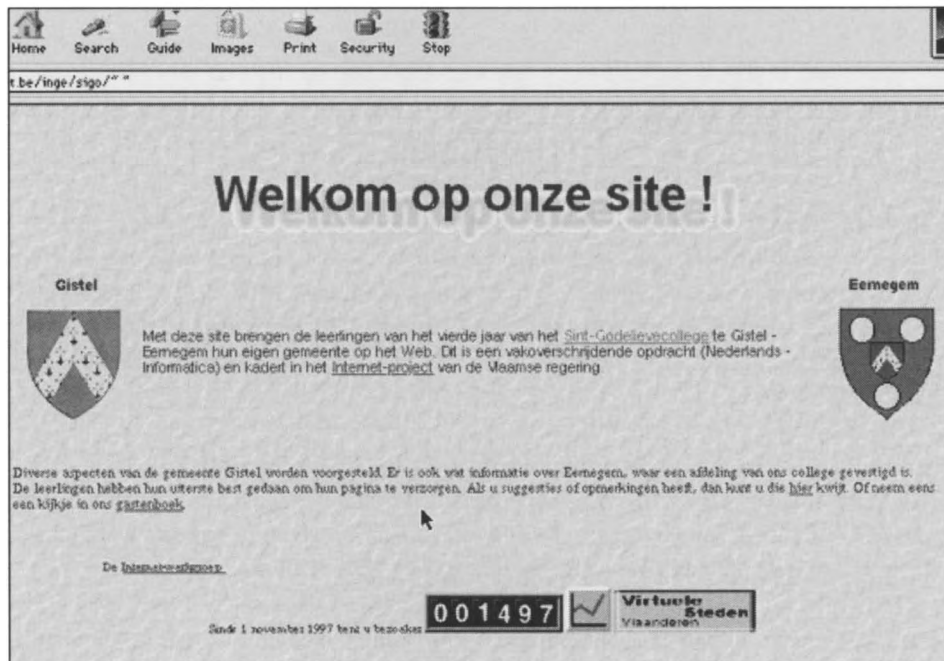 Home Search Guide Images Print Security Stop
t.be/inge/sigo/" "
Welkom op onze site !
Gistel
Eernegem
Met deze site brengen de leerlingen van het vierde jaar van het Sint-Godelievecollege te Gistel -
Eernegem hun eigen gemeente op het Web. Dit is een vakoverschrijdende opdracht (Nederlands -
Informatica) en kadert in het Internet-project van de Vlaamse regering.
Diverse aspecten van de gemeente Gistel worden voorgesteld. Er is ook wat informatie over Eernegem, waar een afdeling van ons college gevestigd is.
De leerlingen hebben hun uiterste best gedaan om hun pagina te verzorgen. Als u suggesties of opmerkingen heeft, dan kunt u die hier kwijt. Of neem eens
een kijkje in ons gastenboek.
De Internet-werkgroep
Sinds 1 november 1997 bent u bezoeker 001497
Virtuele
Steden
Vlaanderen